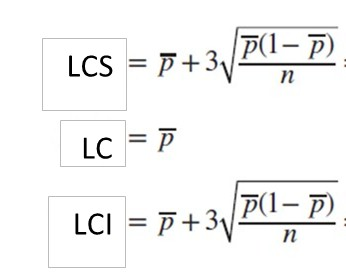 LCS = p̅ + 3√(p̅(1 − p̅)/n) =
LC = p̅
LCI = p̅ + 3√(p̅(1 − p̅)/n) =